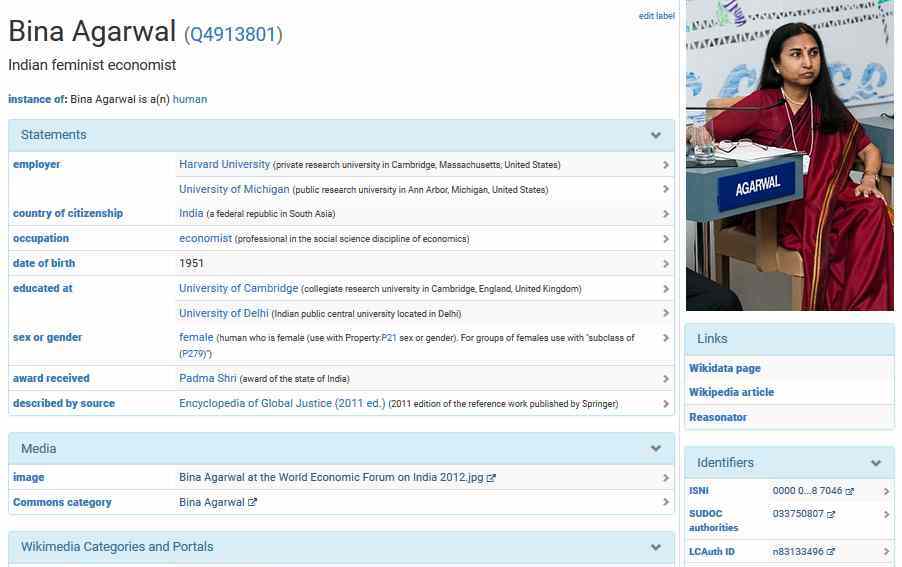 Bina Agarwal (Q4913801)
edit label
Indian feminist economist
instance of: Bina Agarwal is a(n) human
Statements
employer Harvard University (private research university in Cambridge, Massachusetts, United States)
University of Michigan (public research university in Ann Arbor, Michigan, United States)
country of citizenship India (a federal republic in South Asia)
occupation economist (professional in the social science discipline of economics)
date of birth 1951
educated at University of Cambridge (collegiate research university in Cambridge, England, United Kingdom)
University of Delhi (Indian public central university located in Delhi)
sex or gender female (human who is female (use with Property:P21 sex or gender). For groups of females use with "subclass of
(P279)")
award received Padma Shri (award of the state of India)
described by source Encyclopedia of Global Justice (2011 ed.) (2011 edition of the reference work published by Springer)
Media
image Bina Agarwal at the World Economic Forum on India 2012.jpg
Commons category Bina Agarwal
Wikimedia Categories and Portals
AGARWAL
Links
Wikidata page
Wikipedia article
Reasonator
Identifiers
ISNI 0000 0...8 7046
SUDOC 033750807
authorities
LCAuth ID n83133496